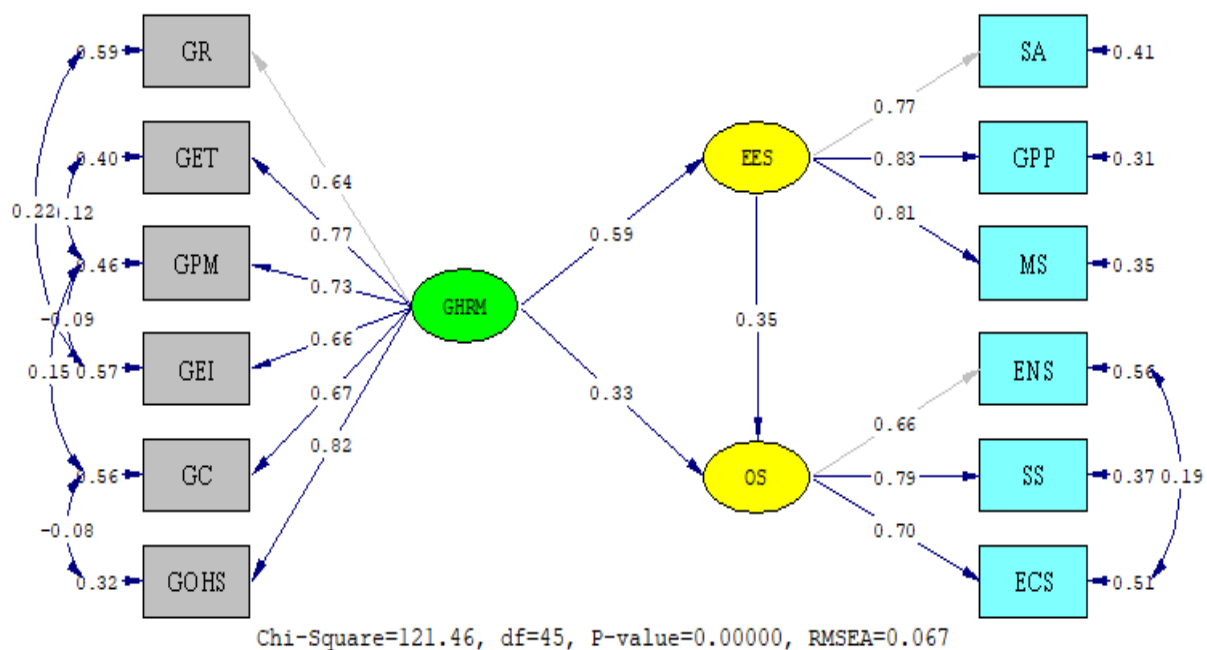 0.59 GR
0.40 GET
0.22 0.12
0.46 GPM
-0.09
0.15 0.57 GEI
0.56 GC
-0.08
0.32 GOHS
0.64
0.77
0.73
0.66
0.67
0.82
GHRM
0.59
0.33
EES
0.35
OS
0.77
0.83
0.81
0.66
0.79
0.70
SA 0.41
GPP 0.31
MS 0.35
ENS 0.56
SS 0.37 0.19
ECS 0.51
Chi-Square=121.46, df=45, P-value=0.00000, RMSEA=0.067